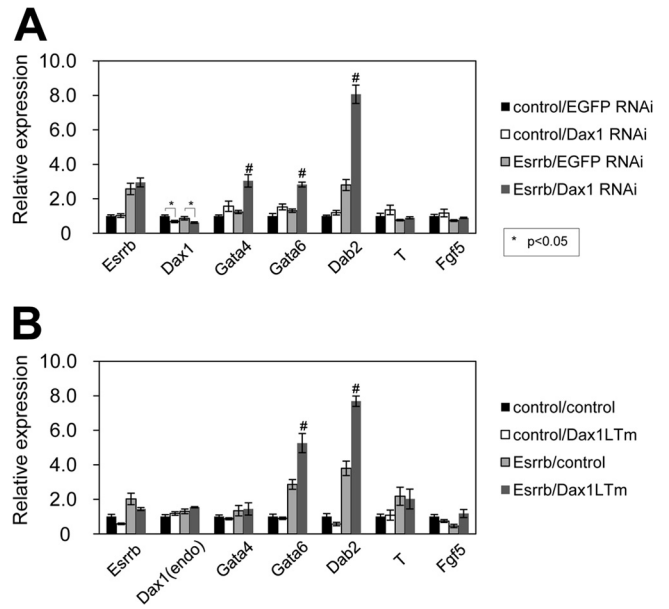 A
Relative expression
10.0
8.0
6.0
4.0
2.0
0
* *
# # #
Esrrb Dax1 Gata4 Gata6 Dab2 T Fgf5
control/EGFP RNAi
control/Dax1 RNAi
Esrrb/EGFP RNAi
Esrrb/Dax1 RNAi
* p<0.05
B
Relative expression
10.0
8.0
6.0
4.0
2.0
0
# #
Esrrb Dax1(endo) Gata4 Gata6 Dab2 T Fgf5
control/control
control/Dax1LTm
Esrrb/control
Esrrb/Dax1LTm